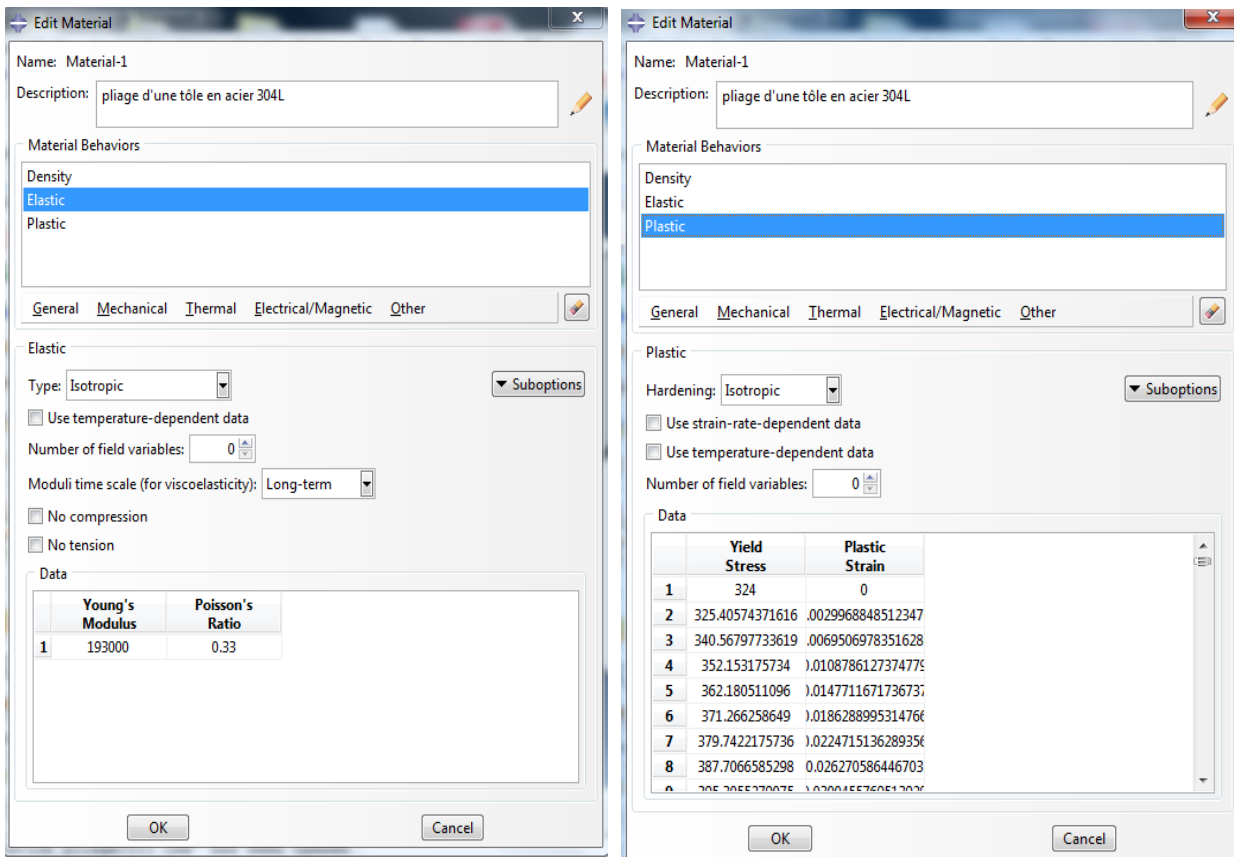 Edit Material
X
Name: Material-1
Description: pliage d'une tôle en acier 304L
Material Behaviors
Density
Elastic
Plastic
General Mechanical Thermal Electrical/Magnetic Other
Elastic
Type: Isotropic
Suboptions
Use temperature-dependent data
Number of field variables: 0
Moduli time scale (for viscoelasticity): Long-term
No compression
No tension
Data
Young's Modulus Poisson's Ratio
1 193000 0.33
OK Cancel
Edit Material
X
Name: Material-1
Description: pliage d'une tôle en acier 304L
Material Behaviors
Density
Elastic
Plastic
General Mechanical Thermal Electrical/Magnetic Other
Plastic
Hardening: Isotropic
Suboptions
Use strain-rate-dependent data
Use temperature-dependent data
Number of field variables: 0
Data
Yield Stress Plastic Strain
1 324 0
2 325.40574371616 .0029968848512347
3 340.56797733619 .0069506978351628
4 352.153175734 .0108786127374779
5 362.180511096 .0147711671736737
6 371.266258649 .0186288995314766
7 379.7422175736 .0224715136289356
8 387.7066585298 0.026270586446703
OK Cancel